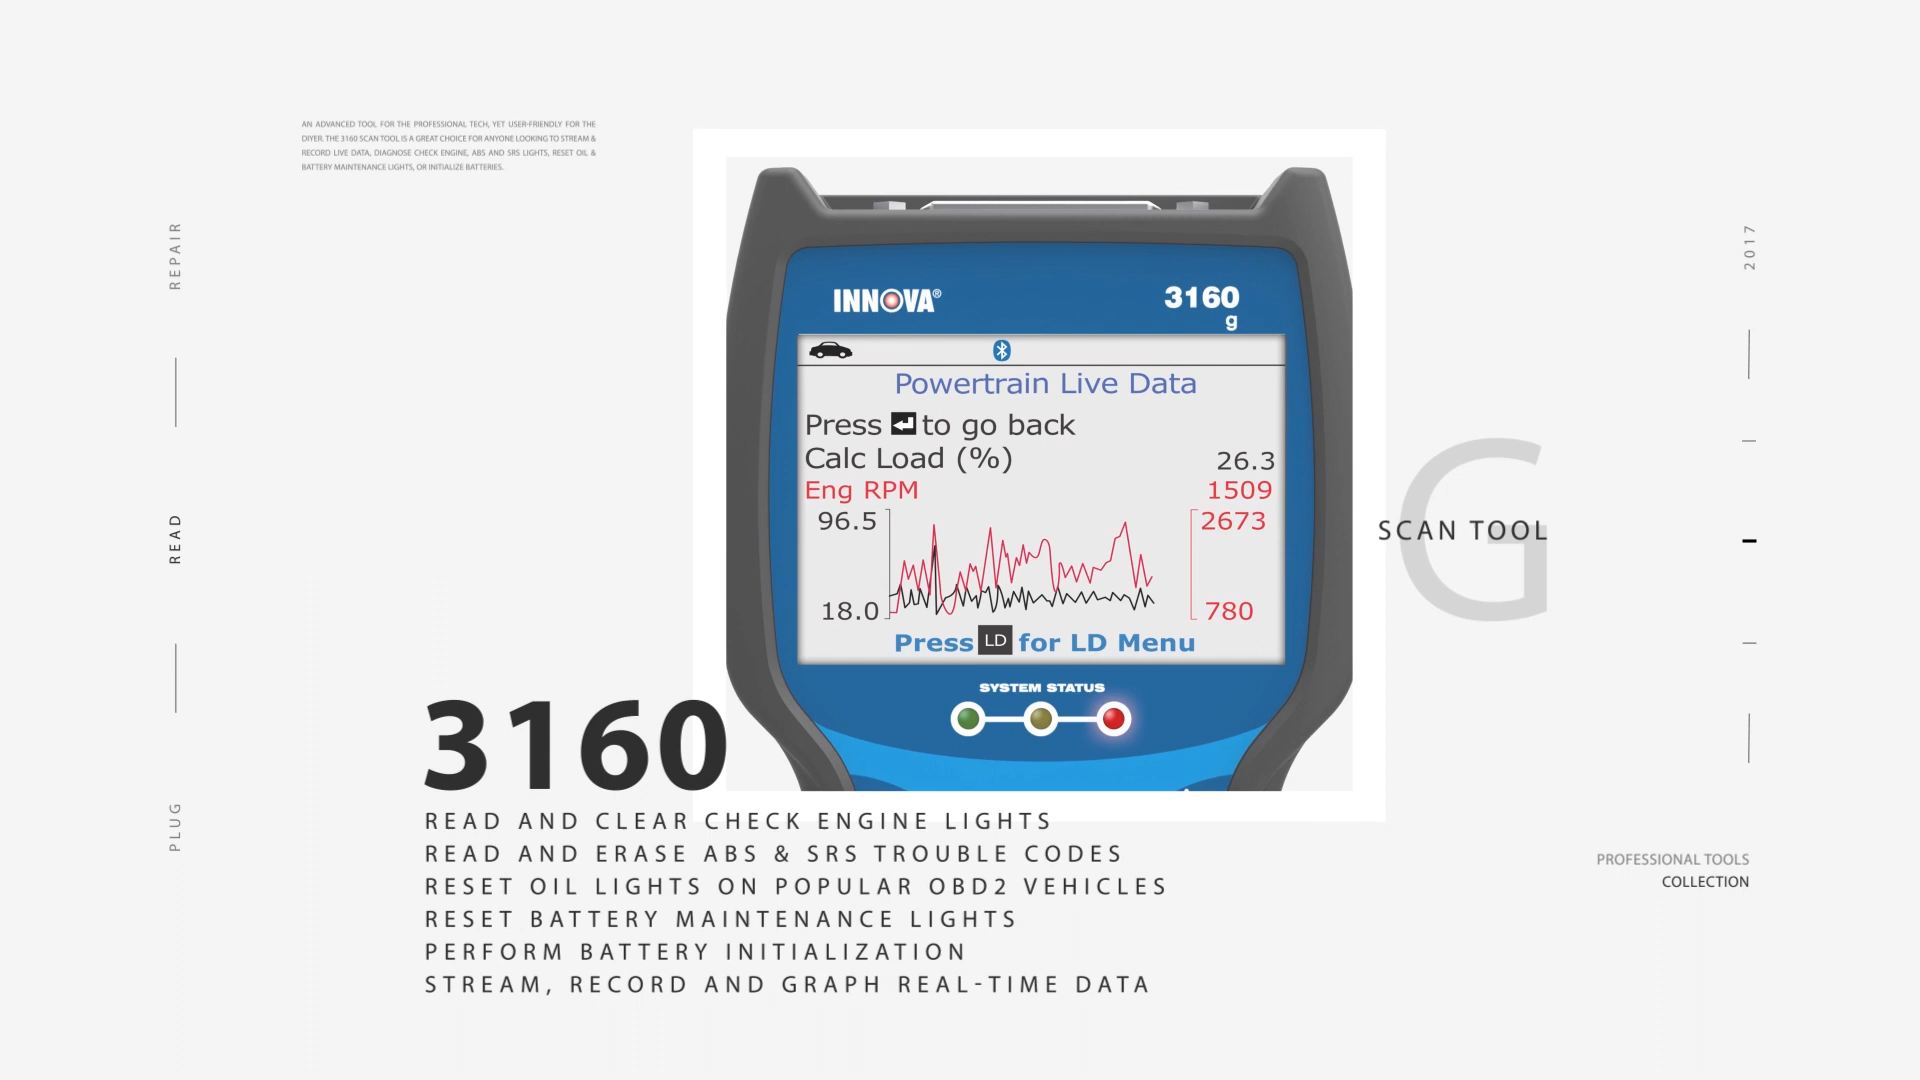 AN ADVANCED TOOL FOR THE PROFESSIONAL TECH, YET USER-FRIENDLY FOR THE
DIYER. THE 3160 SCAN TOOL IS A GREAT CHOICE FOR ANYONE LOOKING TO STREAM &
RECORD LIVE DATA, DIAGNOSE CHECK ENGINE, ABS AND SRS LIGHTS, RESET OIL &
BATTERY MAINTENANCE LIGHTS, OR INITIALIZE BATTERIES.
REPAIR
READ
PLUG
INNOVA®
3160
g
Powertrain Live Data
Press to go back
Calc Load (%) 26.3
Eng RPM 1509
96.5 2673
18.0 780
Press LD for LD Menu
SYSTEM STATUS
G
SCAN TOOL
2017
3160
READ AND CLEAR CHECK ENGINE LIGHTS
READ AND ERASE ABS & SRS TROUBLE CODES
RESET OIL LIGHTS ON POPULAR OBD2 VEHICLES
RESET BATTERY MAINTENANCE LIGHTS
PERFORM BATTERY INITIALIZATION
STREAM, RECORD AND GRAPH REAL-TIME DATA
PROFESSIONAL TOOLS
COLLECTION